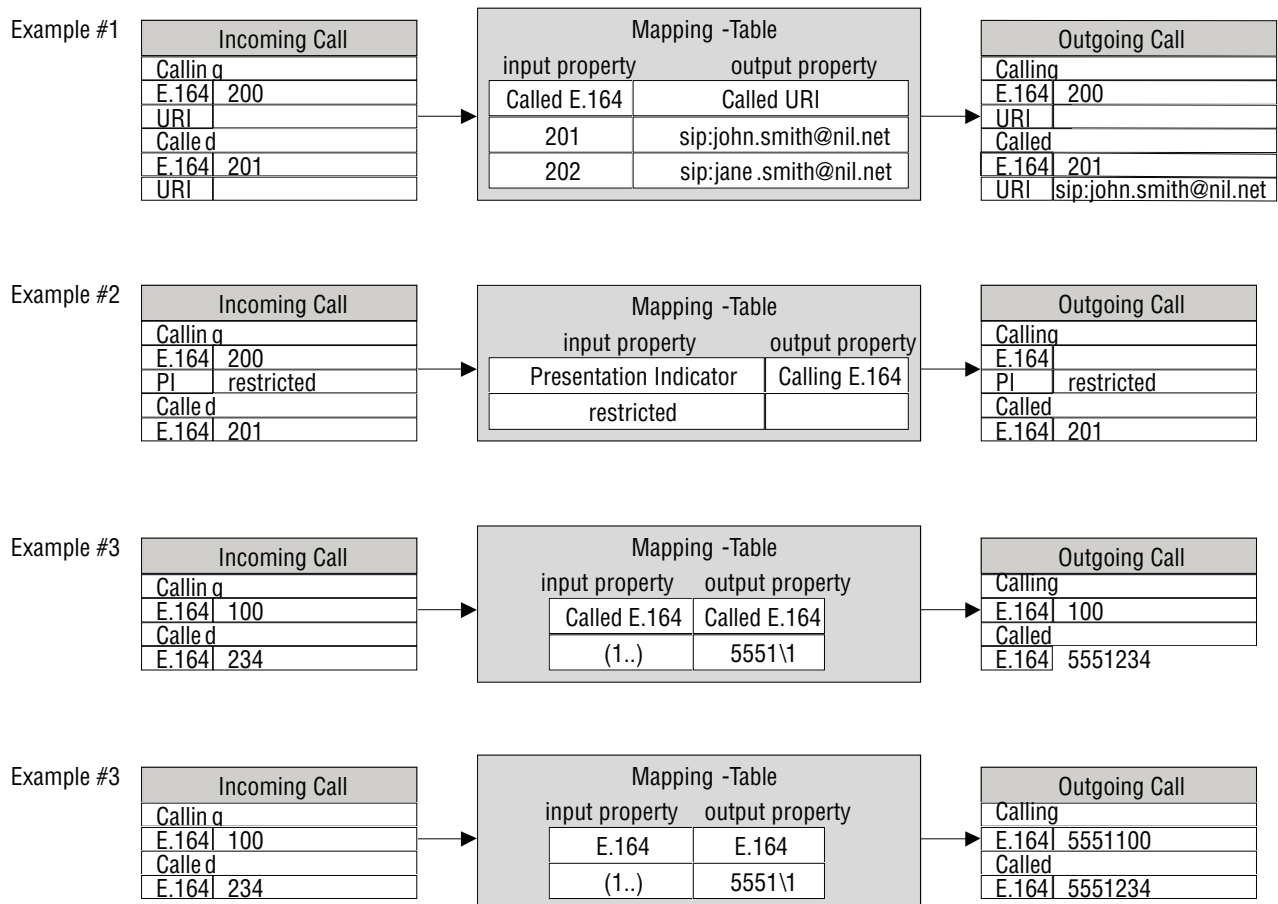 Example #1
Incoming Call
Callin g
E.164 200
URI
Calle d
E.164 201
URI
Mapping -Table
input property output property
Called E.164 Called URI
201 sip:john.smith@nil.net
202 sip:jane .smith@nil.net
Outgoing Call
Calling
E.164 200
URI
Called
E.164 201
URI sip:john.smith@nil.net
Example #2
Incoming Call
Callin g
E.164 200
PI restricted
Calle d
E.164 201
Mapping -Table
input property output property
Presentation Indicator Calling E.164
restricted
Outgoing Call
Calling
E.164
PI restricted
Called
E.164 201
Example #3
Incoming Call
Callin g
E.164 100
Calle d
E.164 234
Mapping -Table
input property output property
Called E.164 Called E.164
(1..) 5551\1
Outgoing Call
Calling
E.164 100
Called
E.164 5551234
Example #3
Incoming Call
Callin g
E.164 100
Calle d
E.164 234
Mapping -Table
input property output property
E.164 E.164
(1..) 5551\1
Outgoing Call
Calling
E.164 5551100
Called
E.164 5551234